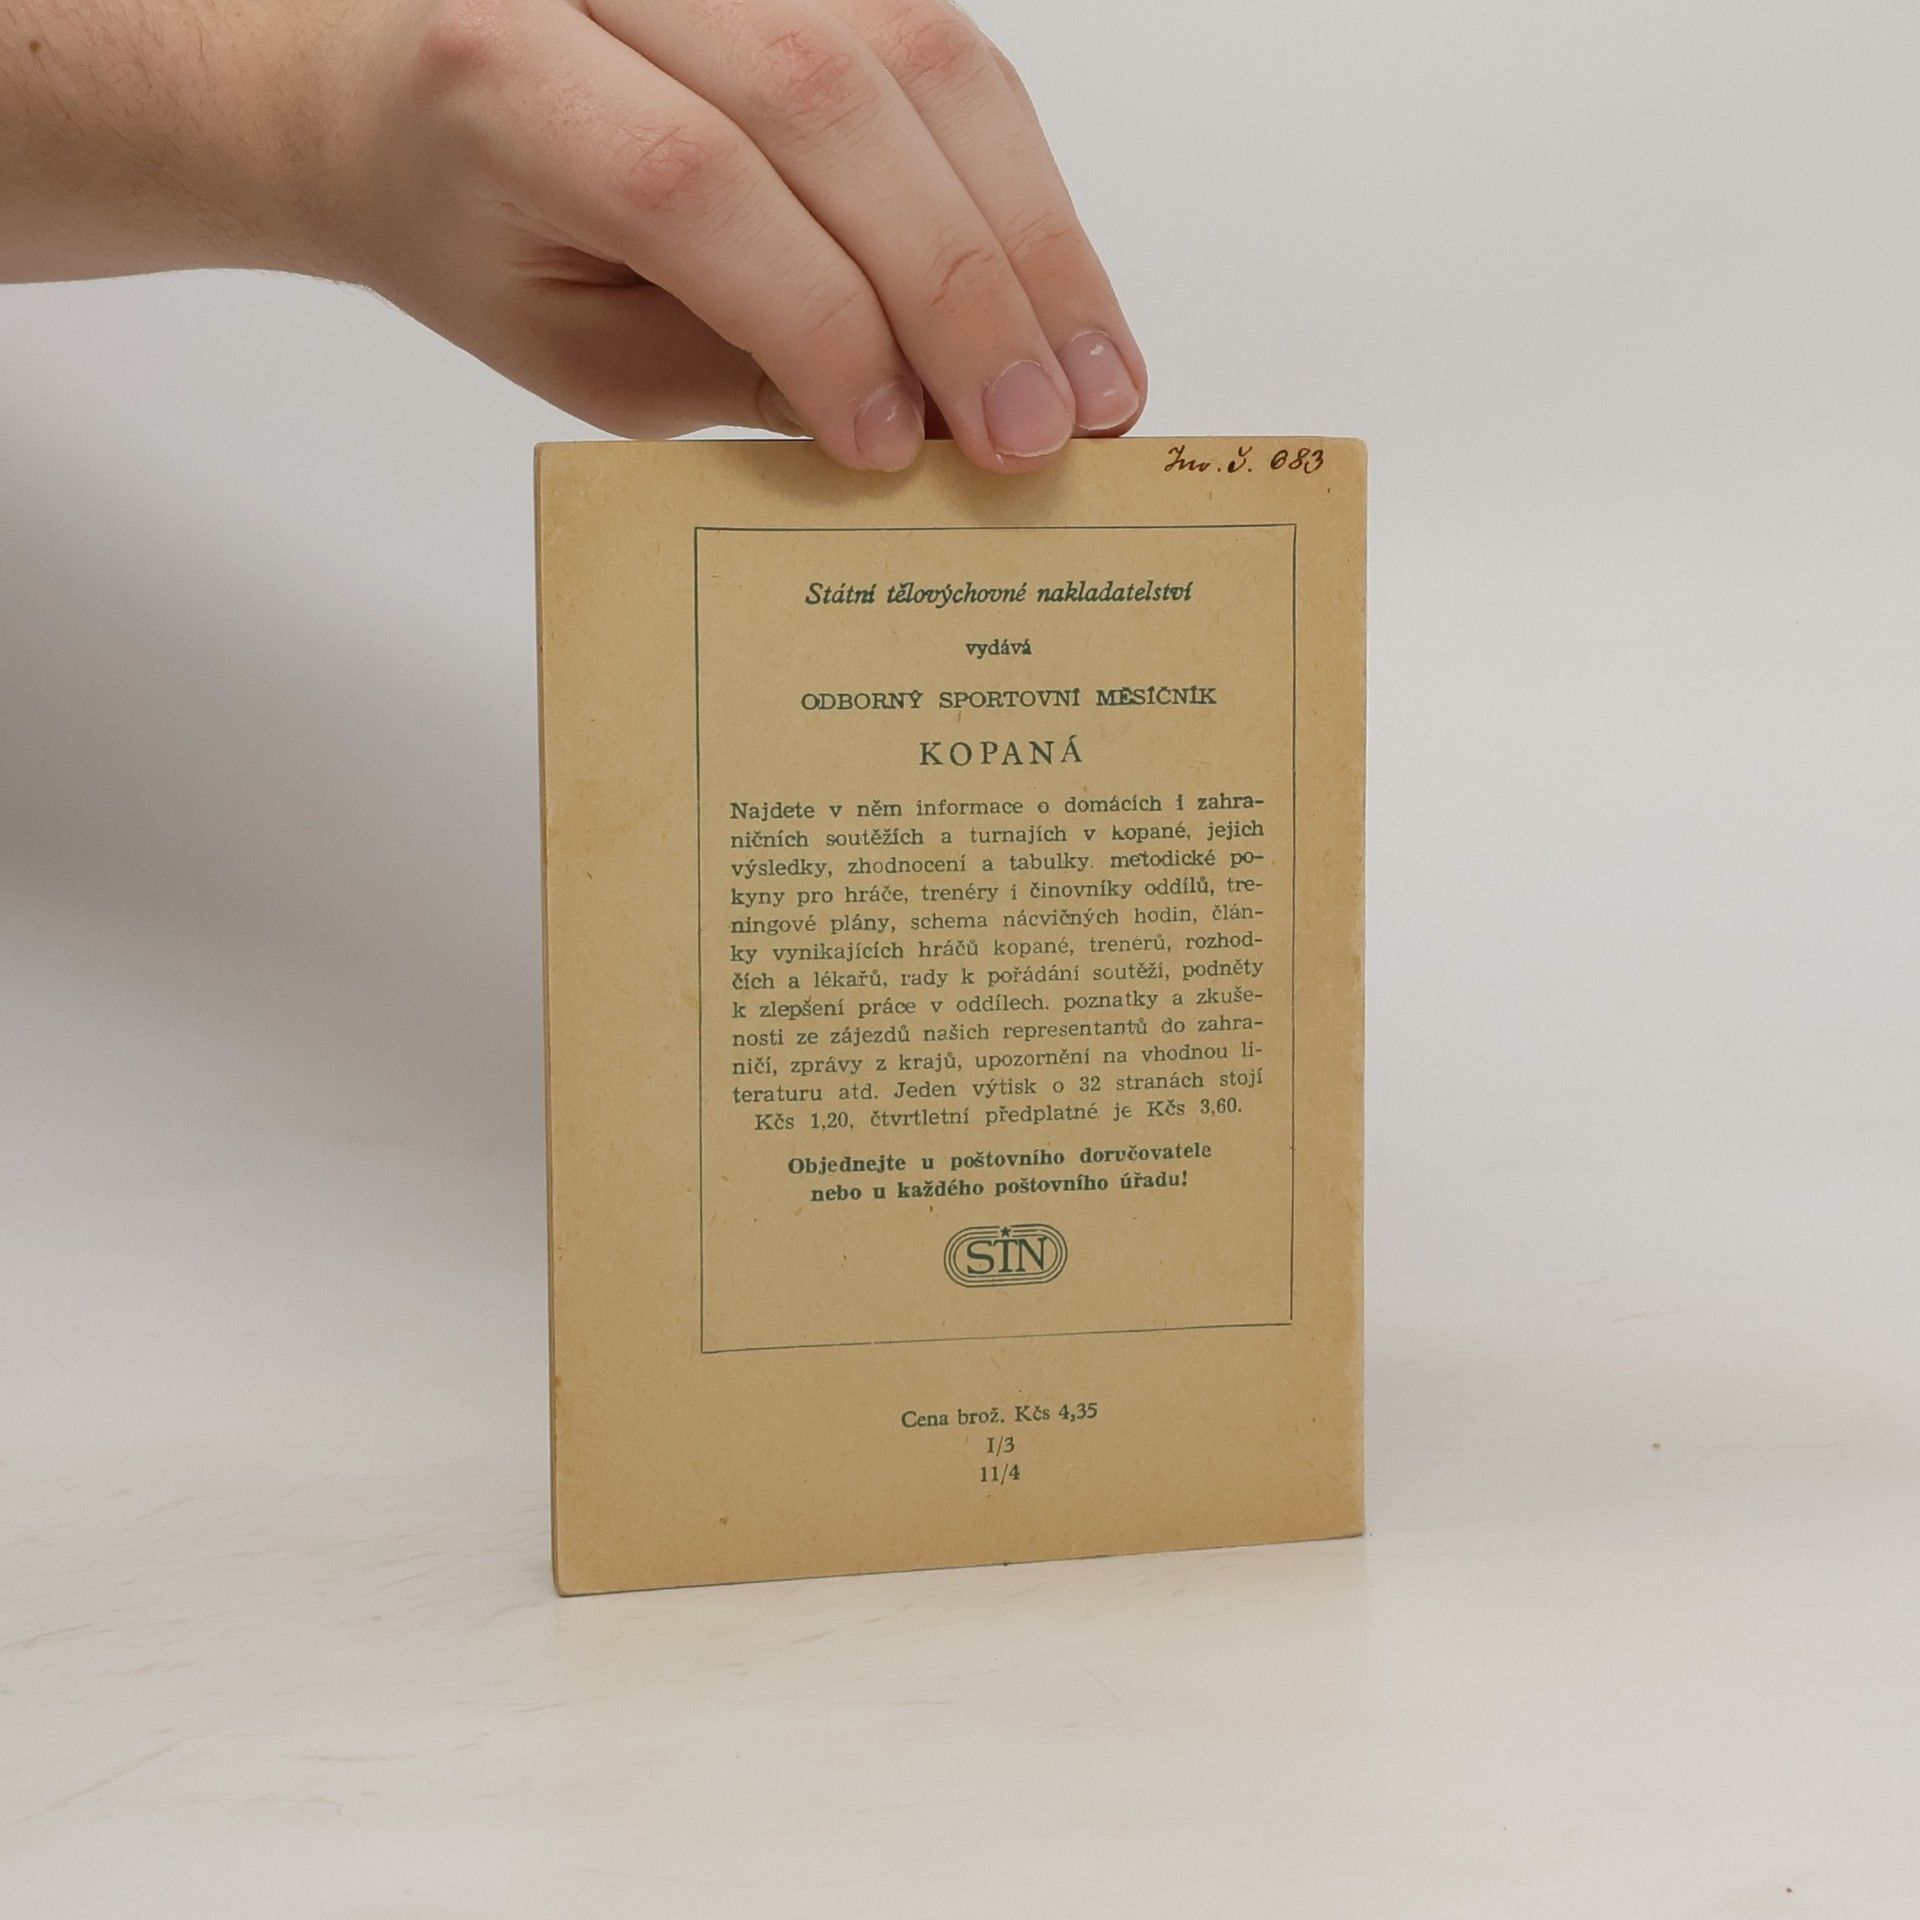 Inv. č. 683
Státní tělovýchovné nakladatelství
vydává
ODBORNÝ SPORTOVNÍ MĚSÍČNÍK
KOPANÁ
Najdete v něm informace o domácích i zahra-
ničních soutěžích a turnajích v kopané, jejich
výsledky, zhodnocení a tabulky. metodické po-
kyny pro hráče, trenéry i činovníky oddílů, tre-
ningové plány, schema nácvičných hodin, člán-
ky vynikajících hráčů kopané, trenérů, rozhod-
čích a lékařů, rady k pořádání soutěží, podněty
k zlepšení práce v oddílech. poznatky a zkuše-
nosti ze zájezdů našich representantů do zahra-
ničí, zprávy z krajů, upozornění na vhodnou li-
teraturu atd. Jeden výtisk o 32 stranách stojí
Kčs 1,20, čtvrtletní předplatné je Kčs 3,60.
Objednejte u poštovního doručovatele
nebo u každého poštovního úřadu!
STN
Cena brož. Kčs 4,35
I/3
11/4